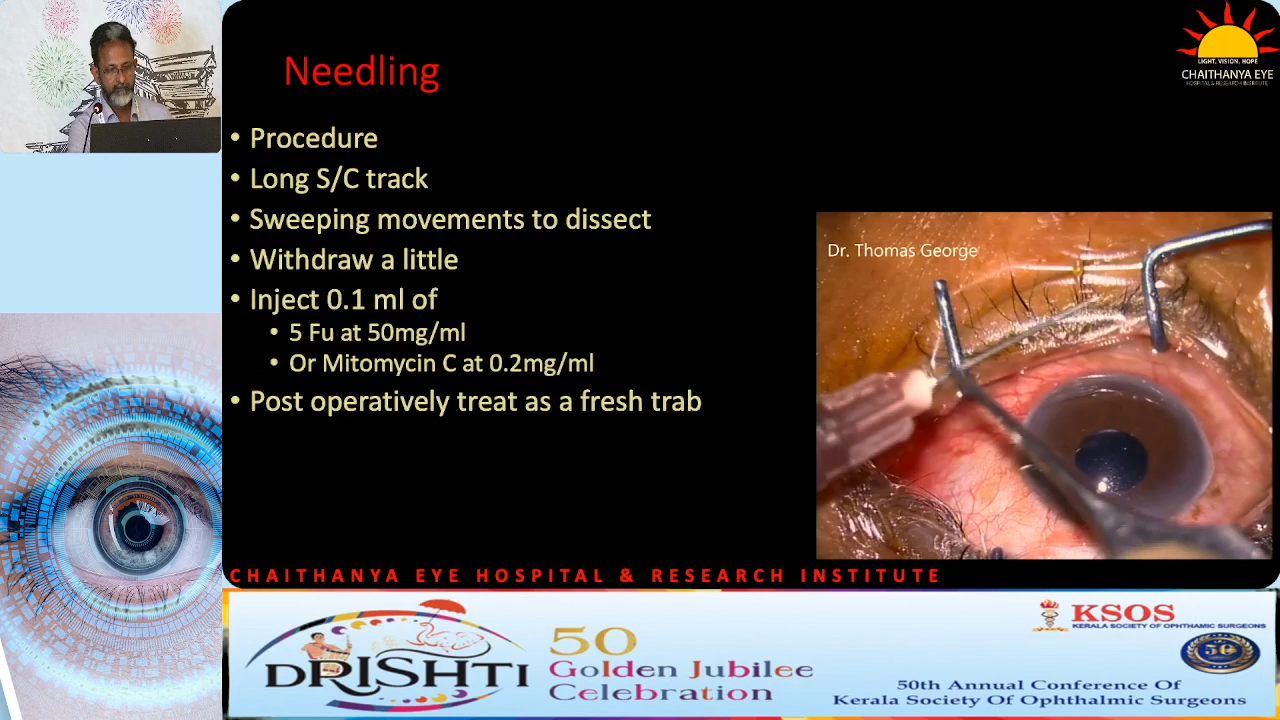 Needling
LIGHT. VISION. HOPE
CHAITHANYA EYE
HOSPITAL & RESEARCH INSTITUTE
• Procedure
• Long S/C track
• Sweeping movements to dissect
• Withdraw a little
• Inject 0.1 ml of
• 5 Fu at 50mg/ml
• Or Mitomycin C at 0.2mg/ml
• Post operatively treat as a fresh trab
Dr. Thomas George
CHAITHANYA EYE HOSPITAL & RESEARCH INSTITUTE
DRISHTI
50
Golden Jubilee
Celebration
KSOS
KERALA SOCIETY OF OPHTHAMIC SURGEONS
50
50th Annual Conference Of
Kerala Society Of Ophthalmic Surgeons